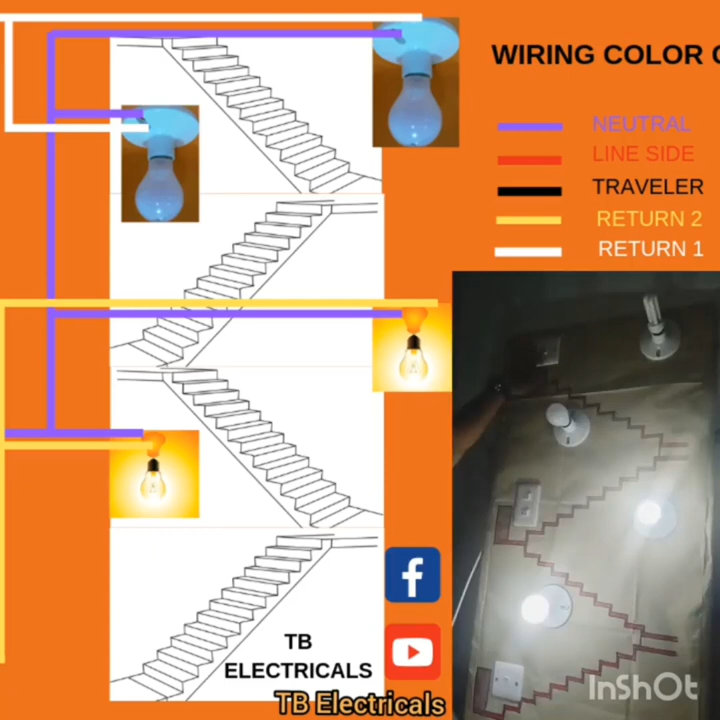 WIRING COLOR
NEUTRAL
LINE SIDE
TRAVELER
RETURN 2
RETURN 1
TB
ELECTRICALS
TB Electricals
InShOt